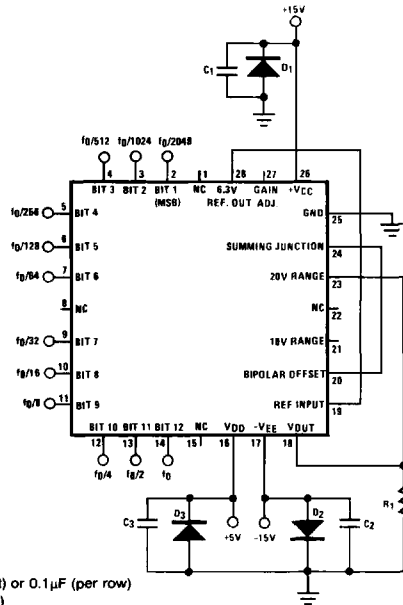 +15V
C1
D1
f0/512 f0/1024 f0/2048
4 3 2 1 28 27 26
BIT 3 BIT 2 BIT 1 NC 6.3V GAIN +VCC
(MSB) REF. OUT ADJ.
f0/256 5 BIT 4
GND 25
f0/128 6 BIT 5
SUMMING JUNCTION 24
f0/64 7 BIT 6
20V RANGE 23
8 NC
NC 22
f0/32 9 BIT 7
10V RANGE 21
f0/16 10 BIT 8
BIPOLAR OFFSET 20
f0/8 11 BIT 9
REF INPUT 19
BIT 10 BIT 11 BIT 12 NC VDD -VEE VOUT
12 13 14 15 16 17 18
f0/4 f0/2 f0
R1
C3 D3 D2 C2
+5V -15V
t) or 0.1µF (per row)